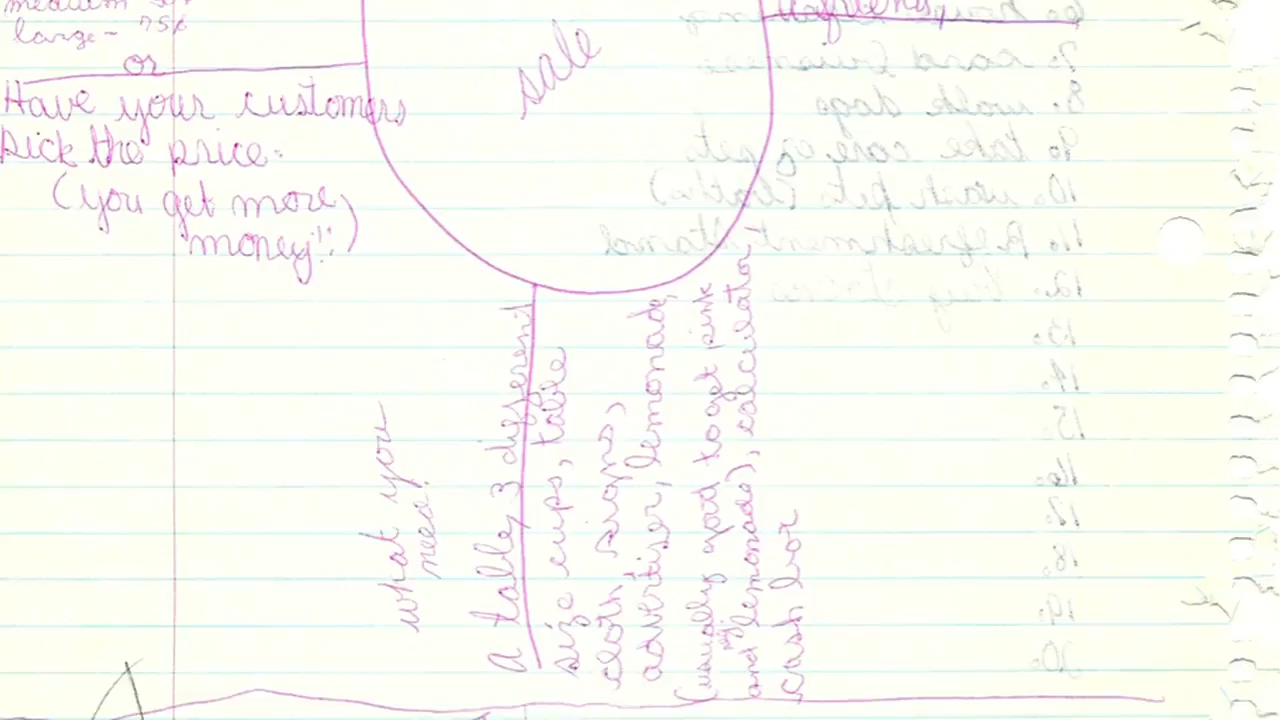 large - 75¢
or
Have your customers
pick the price.
(you get more
money!!)
sale
what you
need:
A table, 3 different
size cups, table
cloth, signs,
advertiser, lemonade,
(usually good to get pink
and lemonade), calculator
cash box
7. card business
8. walk dogs
9. take care of pets
10. wash pets (baths)
11. Refreshment stand
12.
13.
14.
15.
16.
17.
18.
19.
20.